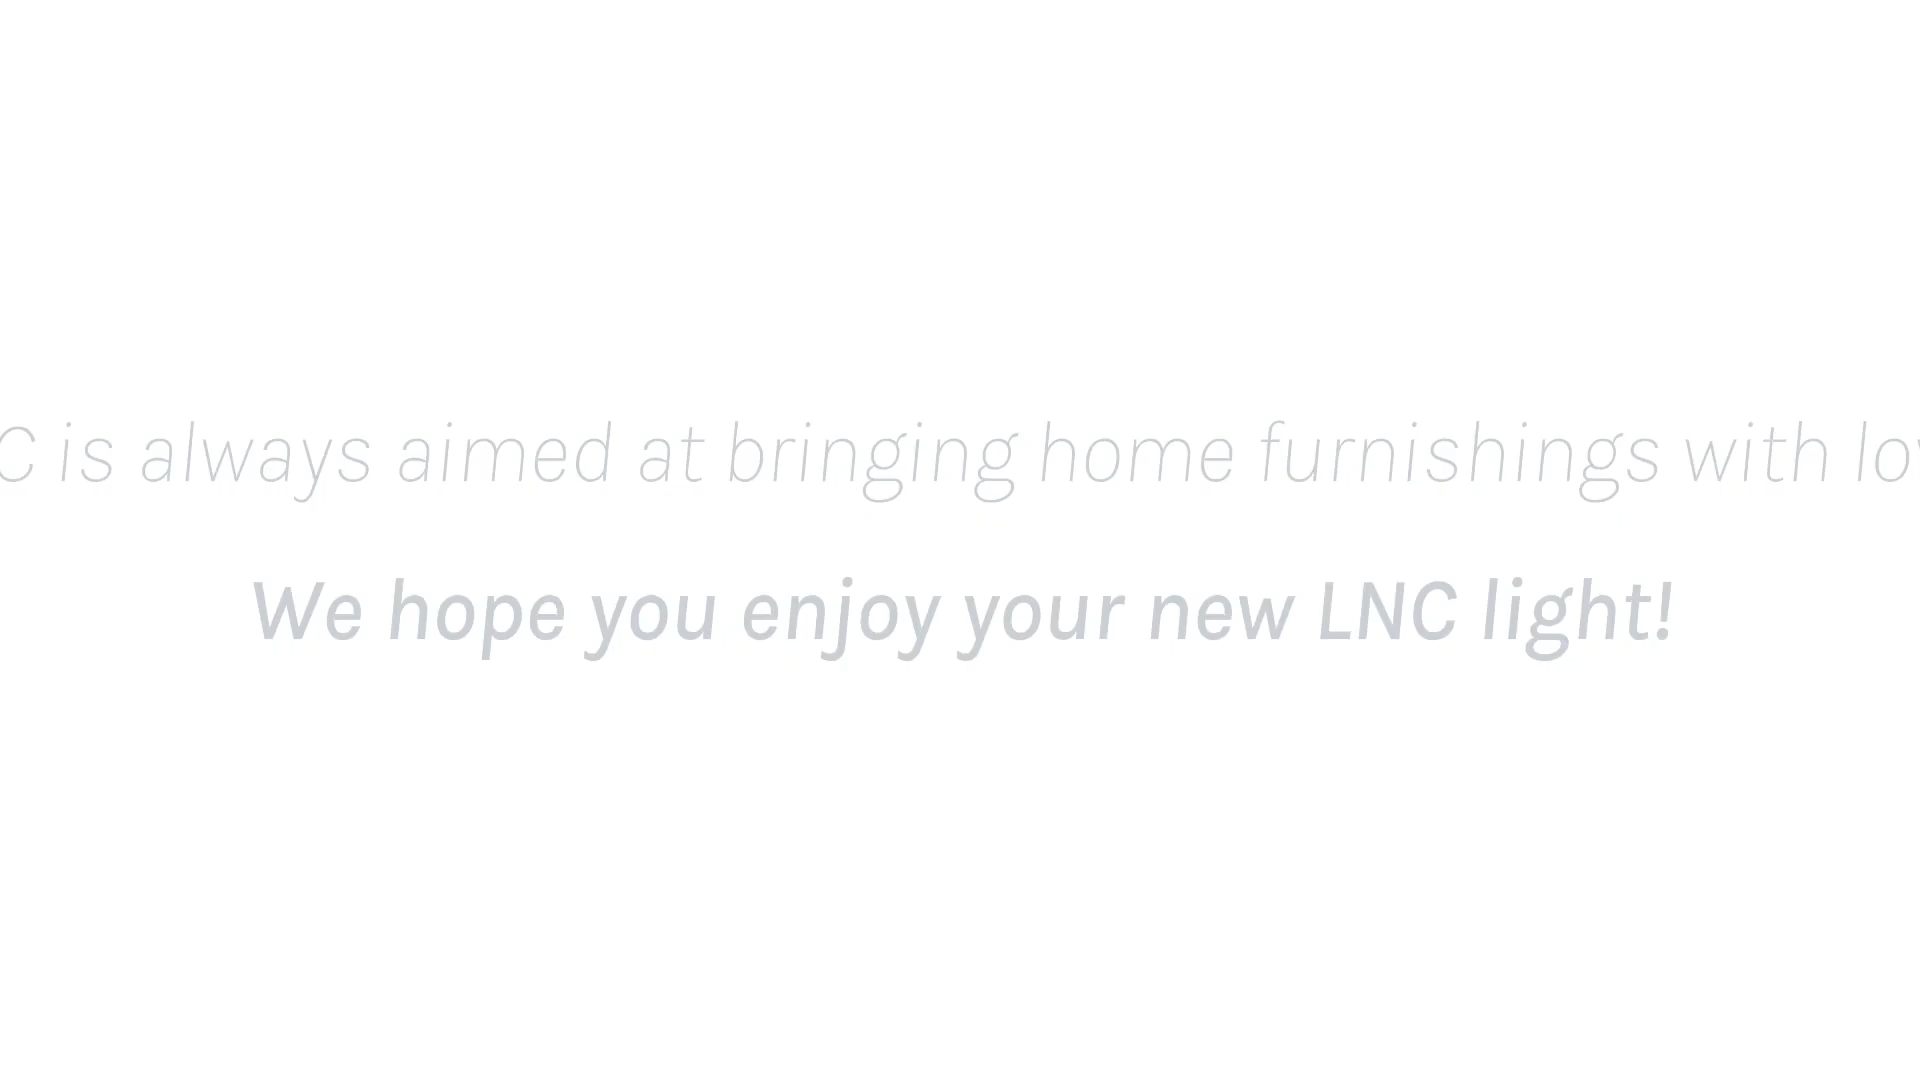 C is always aimed at bringing home furnishings with lo
We hope you enjoy your new LNC light!